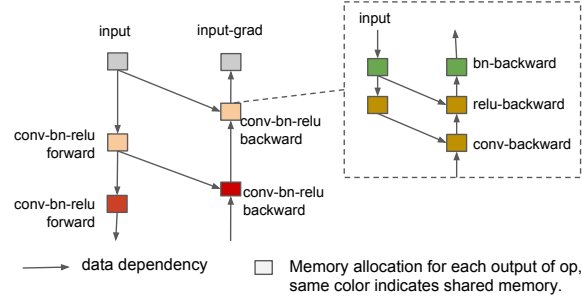 input
input-grad
input
bn-backward
relu-backward
conv-backward
conv-bn-relu
forward
conv-bn-relu
backward
conv-bn-relu
forward
conv-bn-relu
backward
data dependency
Memory allocation for each output of op,
same color indicates shared memory.